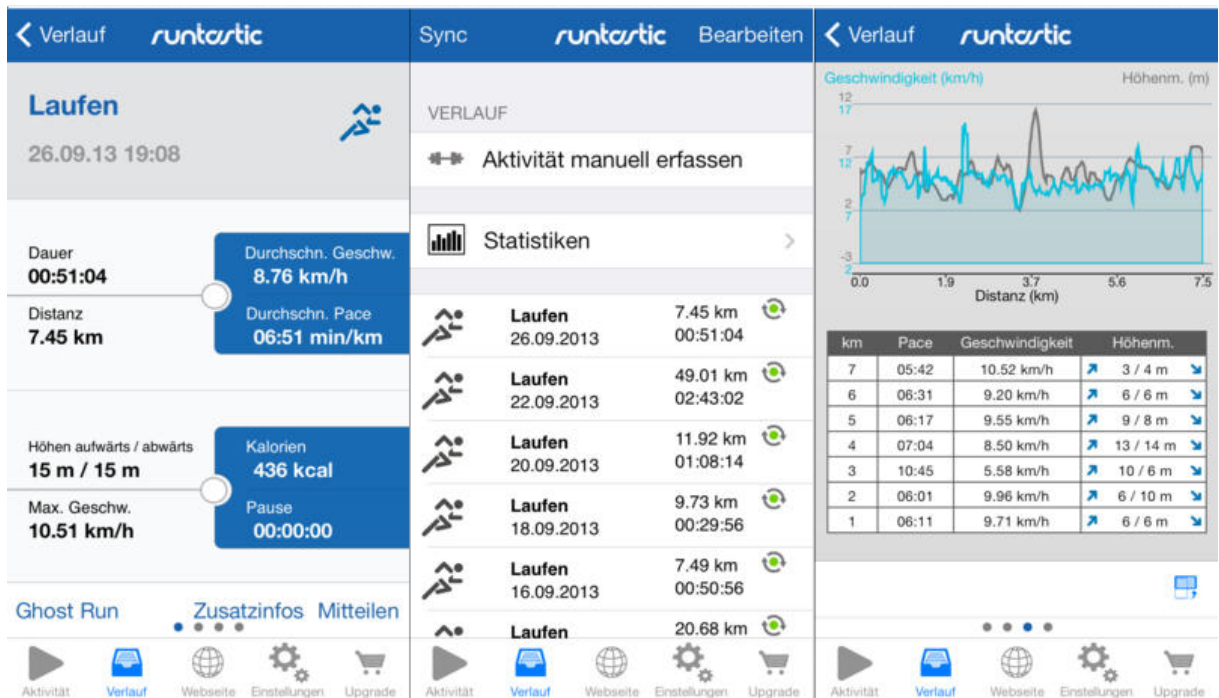 Verlauf runtastic
Laufen
26.09.13 19:08
Dauer
00:51:04
Distanz
7.45 km
Durchschn. Geschw.
8.76 km/h
Durchschn. Pace
06:51 min/km
Höhen aufwärts / abwärts
15 m / 15 m
Max. Geschw.
10.51 km/h
Kalorien
436 kcal
Pause
00:00:00
Ghost Run Zusatzinfos Mitteilen
Aktivität Verlauf Webseite Einstellungen Upgrade
Sync runtastic Bearbeiten
VERLAUF
Aktivität manuell erfassen
Statistiken
Laufen 7.45 km
26.09.2013 00:51:04
Laufen 49.01 km
22.09.2013 02:43:02
Laufen 11.92 km
20.09.2013 01:08:14
Laufen 9.73 km
18.09.2013 00:29:56
Laufen 7.49 km
16.09.2013 00:50:56
Laufen 20.68 km
Aktivität Verlauf Webseite Einstellungen Upgrade
Verlauf runtastic
Geschwindigkeit (km/h) Höhenm. (m)
12
17
7
12
2
7
-3
2
0.0 1.9 3.7 5.6 7.5
Distanz (km)
km Pace Geschwindigkeit Höhenm.
7 05:42 10.52 km/h 3 / 4 m
6 06:31 9.20 km/h 6 / 6 m
5 06:17 9.55 km/h 9 / 8 m
4 07:04 8.50 km/h 13 / 14 m
3 10:45 5.58 km/h 10 / 6 m
2 06:01 9.96 km/h 6 / 10 m
1 06:11 9.71 km/h 6 / 6 m
Aktivität Verlauf Webseite Einstellungen Upgrade